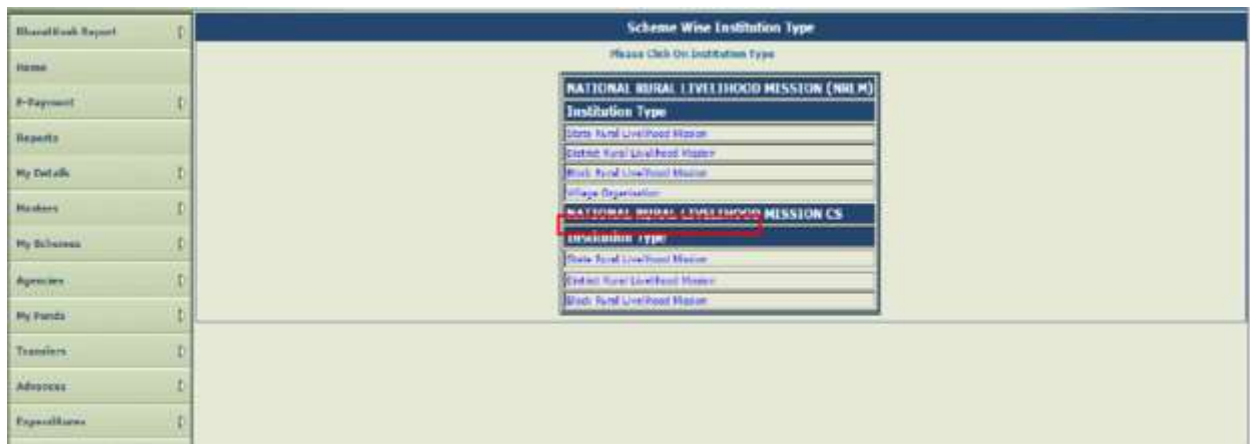 BharatKosh Report
Home
E-Payment
Reports
My Details
Masters
My Schemes
Agencies
My Funds
Transfers
Advances
Expenditures
Scheme Wise Institution Type
Please Click On Institution Type
NATIONAL RURAL LIVELIHOOD MISSION (NRLM)
Institution Type
State Rural Livelihood Mission
District Rural Livelihood Mission
Block Rural Livelihood Mission
Village Organisation
NATIONAL RURAL LIVELIHOOD MISSION CS
Institution Type
State Rural Livelihood Mission
District Rural Livelihood Mission
Block Rural Livelihood Mission